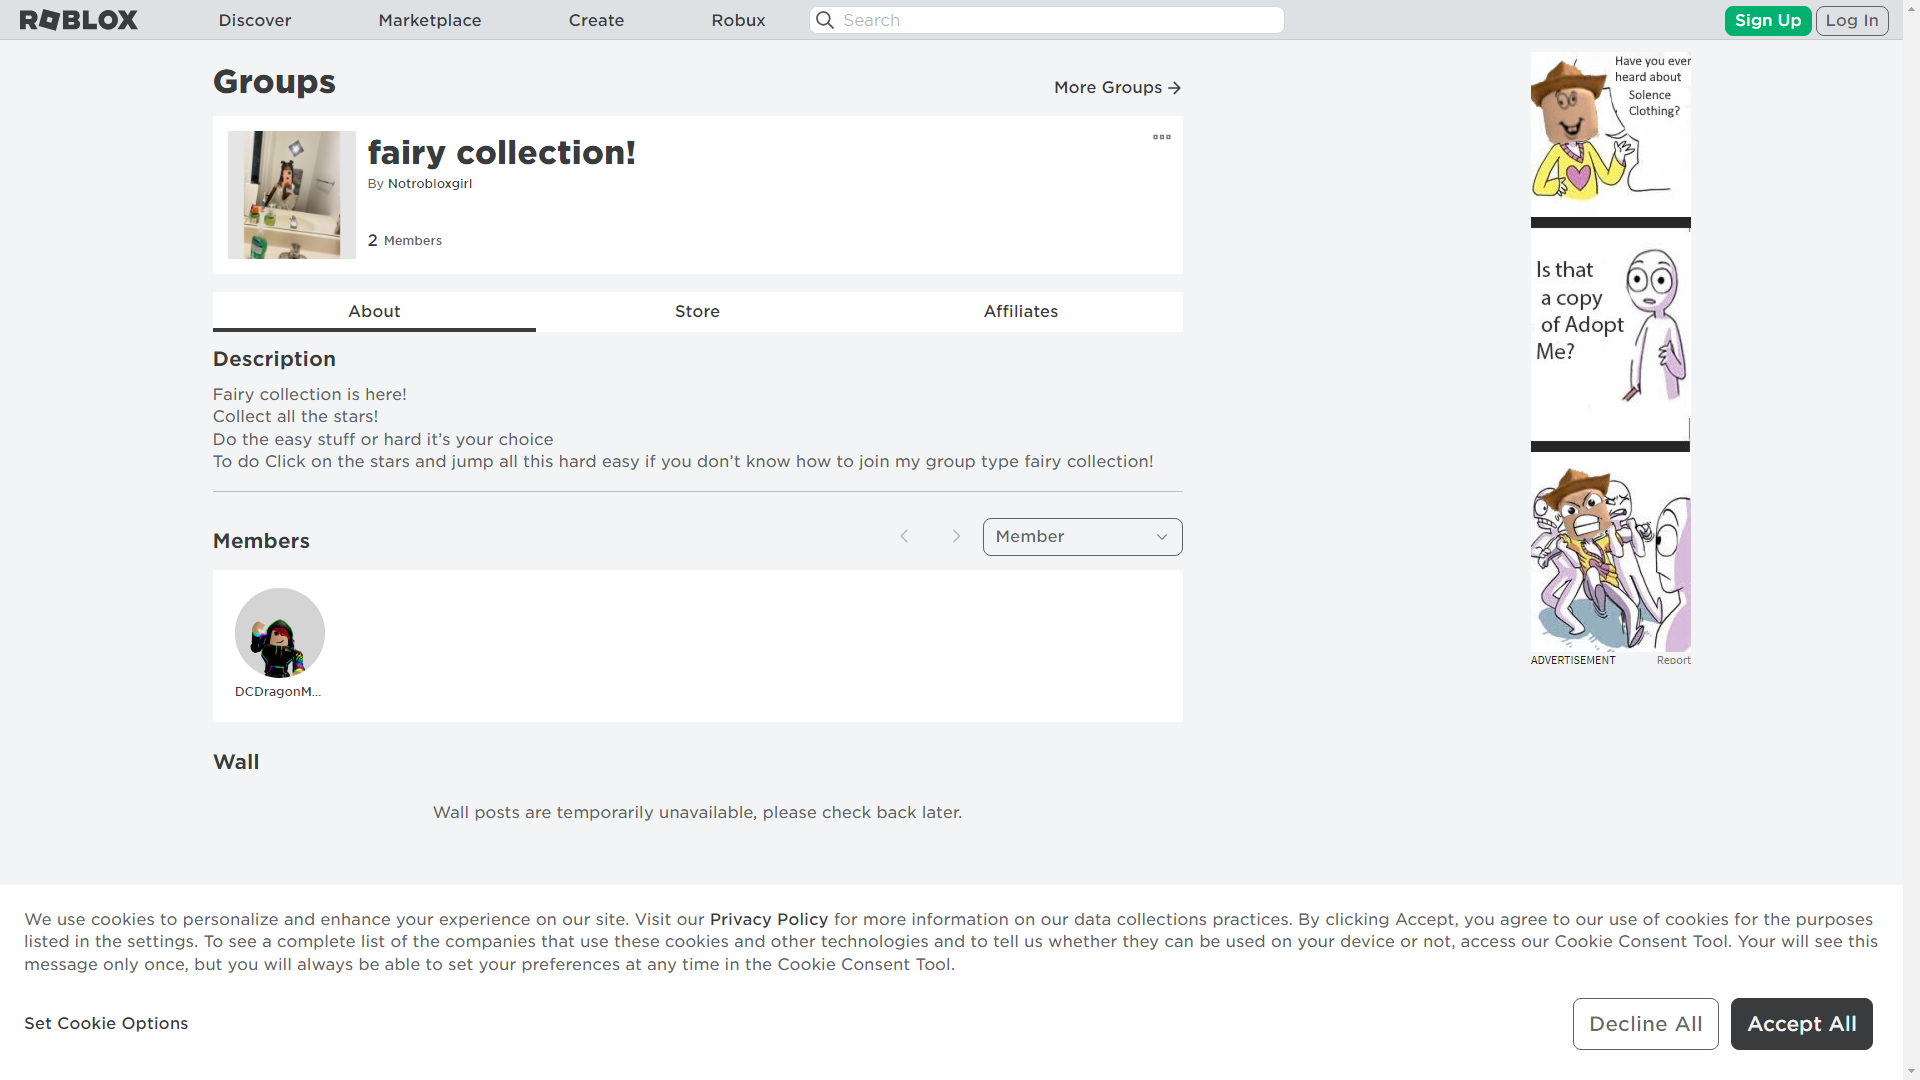 ROBLOX
Discover
Marketplace
Create
Robux
Search
Sign Up
Log In
Groups
More Groups
fairy collection!
By Notrobloxgirl
2 Members
About
Store
Affiliates
Description
Fairy collection is here!
Collect all the stars!
Do the easy stuff or hard it’s your choice
To do Click on the stars and jump all this hard easy if you don’t know how to join my group type fairy collection!
Members
Member
DCDragonM...
Wall
Wall posts are temporarily unavailable, please check back later.
Have you ever
heard about
Solence
Clothing?
Is that
a copy
of Adopt
Me?
ADVERTISEMENT
Report
We use cookies to personalize and enhance your experience on our site. Visit our Privacy Policy for more information on our data collections practices. By clicking Accept, you agree to our use of cookies for the purposes
listed in the settings. To see a complete list of the companies that use these cookies and other technologies and to tell us whether they can be used on your device or not, access our Cookie Consent Tool. Your will see this
message only once, but you will always be able to set your preferences at any time in the Cookie Consent Tool.
Set Cookie Options
Decline All
Accept All